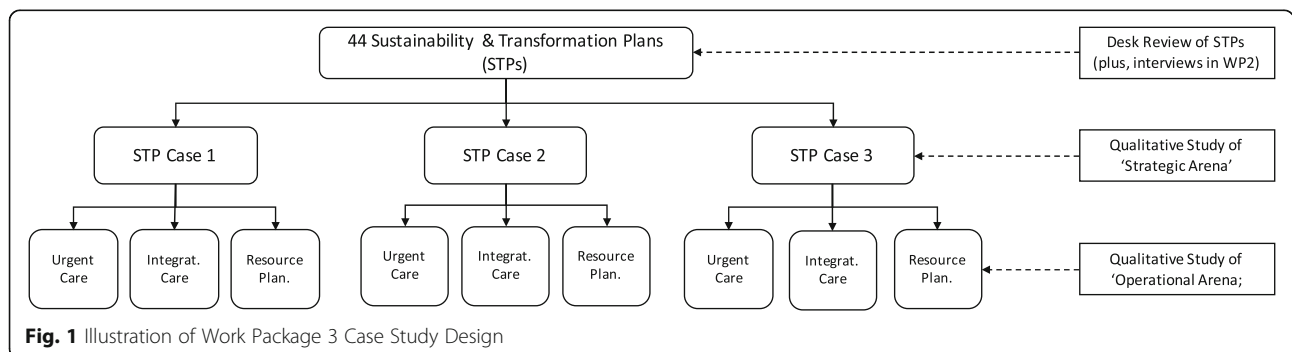 44 Sustainability & Transformation Plans
(STPs)
Desk Review of STPs
(plus, interviews in WP2)
STP Case 1
STP Case 2
STP Case 3
Qualitative Study of
‘Strategic Arena’
Urgent
Care
Integrat.
Care
Resource
Plan.
Urgent
Care
Integrat.
Care
Resource
Plan.
Urgent
Care
Integrat.
Care
Resource
Plan.
Qualitative Study of
‘Operational Arena;
Fig. 1 Illustration of Work Package 3 Case Study Design